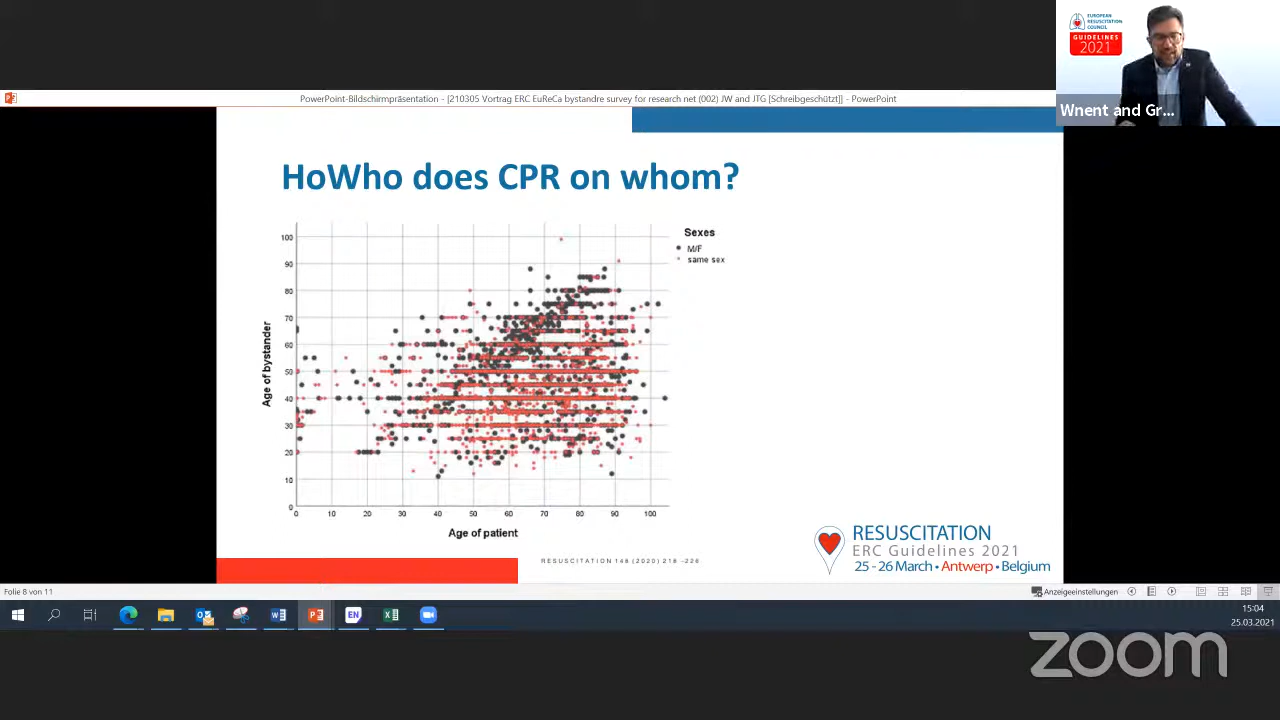 EUROPEAN
RESUSCITATION
COUNCIL
GUIDELINES
2021
Wnent and Gr...
PowerPoint-Bildschirmpräsentation - [210305 Vortrag ERC EuReCa bystandre survey for research net (002) JW and JTG [Schreibgeschützt]] - PowerPoint
HoWho does CPR on whom?
Sexes
M/F
same sex
100
90
80
70
60
50
40
30
20
10
0
Age of bystander
0 10 20 30 40 50 60 70 80 90 100
Age of patient
RESUSCITATION
ERC Guidelines 2021
25 - 26 March • Antwerp • Belgium
RESUSCITATION 148 (2020) 218 –226
Folie 8 von 11
Anzeigeeinstellungen
EN
15:04
25.03.2021
zoom